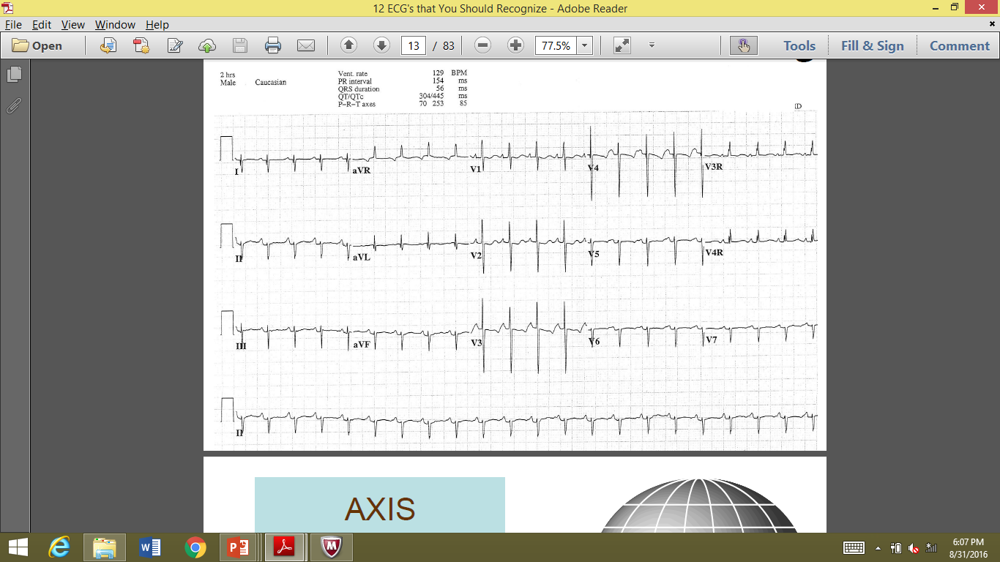 12 ECG's that You Should Recognize - Adobe Reader
File Edit View Window Help
Open 13 / 83 77.5% Tools Fill & Sign Comment
2 hrs Vent. rate 129 BPM
Male Caucasian PR interval 154 ms
QRS duration 56 ms
QT/QTc 304/445 ms
P-R-T axes 70 253 85
ID
I aVR V1 V4 V3R
II aVL V2 V5 V4R
III aVF V3 V6 V7
II
AXIS
6:07 PM
8/31/2016